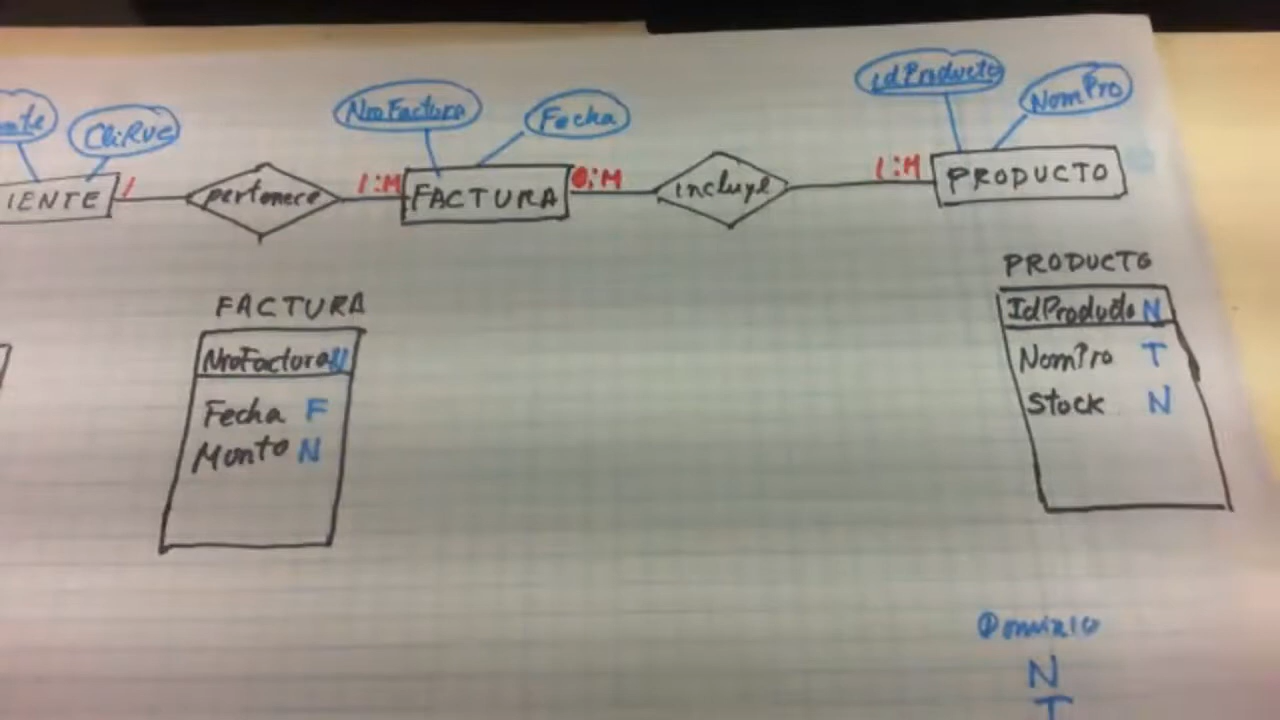 idProducto
NroFactura
Fecha
NomPro
CliRuc
IENTE
1
pertenece
1:M
FACTURA
0:M
incluye
1:M
PRODUCTO
FACTURA
NroFactura N
Fecha F
Monto N
PRODUCTO
IdProducto N
NomPro T
Stock N
Dominio
N
T